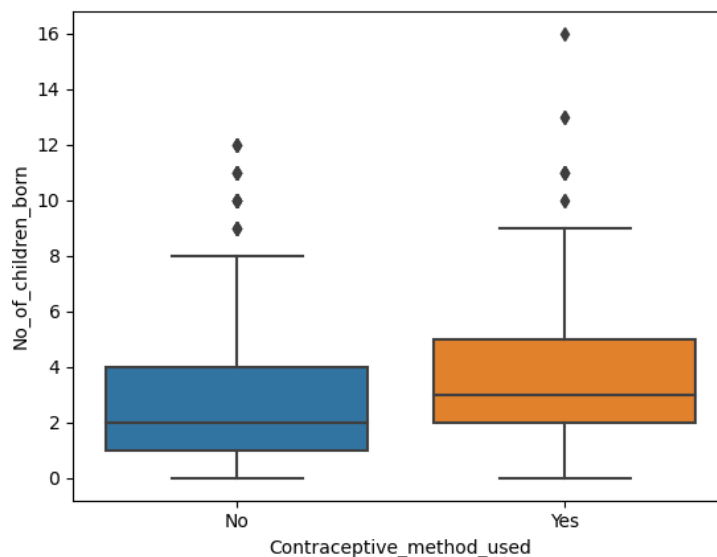 16
14
12
10
8
6
4
2
0
No_of_children_born
No
Yes
Contraceptive_method_used